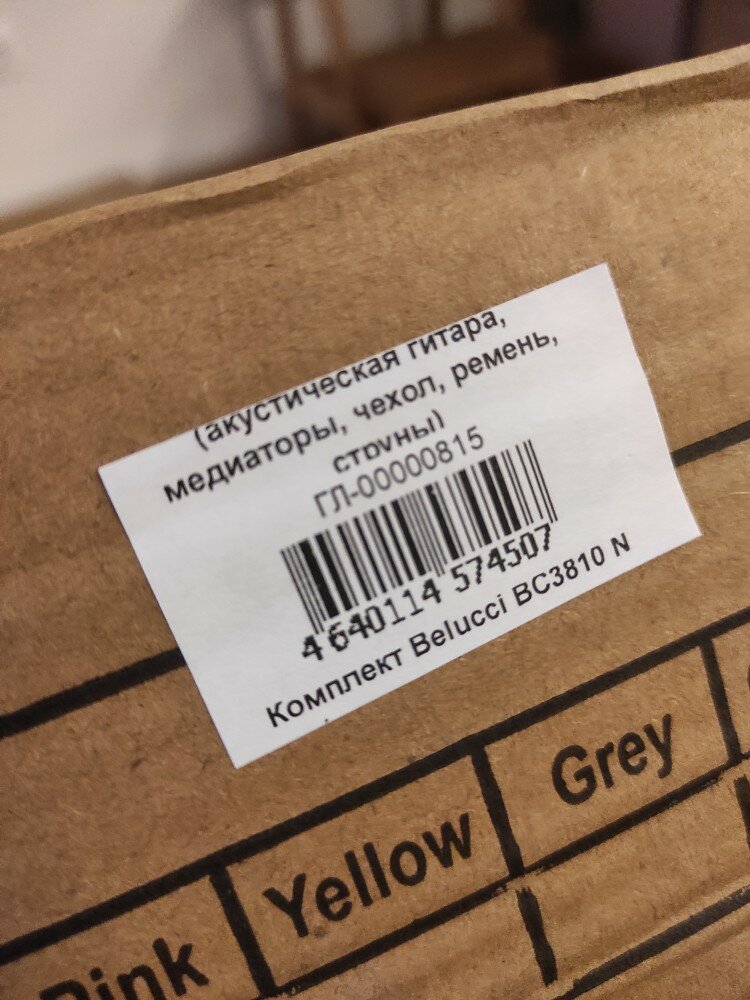 (акустическая гитара,
медиаторы, чехол, ремень,
струны)
ГЛ-00000815
4 640114 574507
Комплект Belucci BC3810 N
Pink Yellow Grey